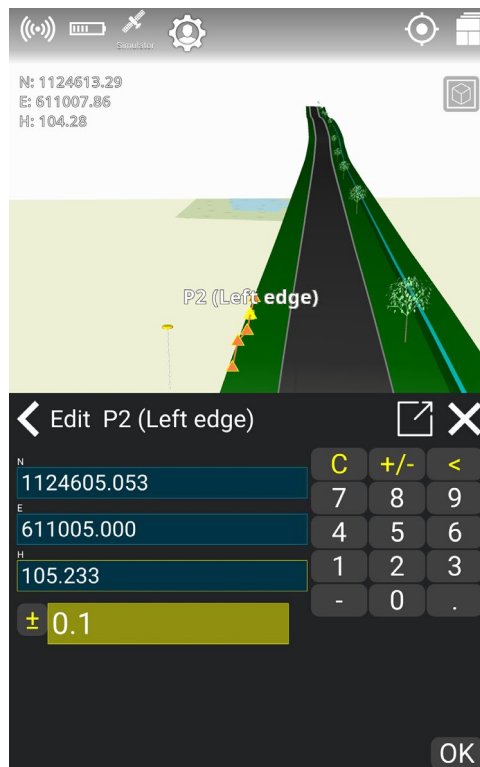 Simulator
N: 1124613.29
E: 611007.86
H: 104.28
P2 (Left edge)
Edit P2 (Left edge)
N
1124605.053
E
611005.000
H
105.233
± 0.1
C +/- <
7 8 9
4 5 6
1 2 3
- 0 .
OK